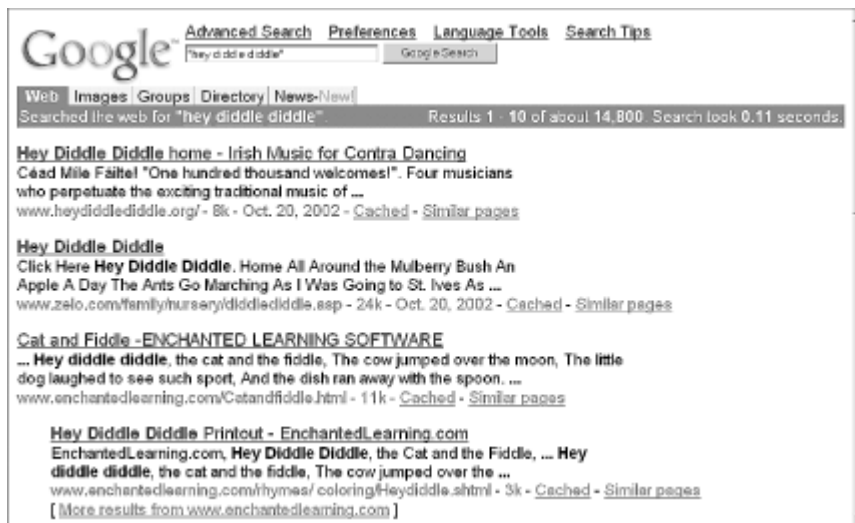 Google™
Advanced Search Preferences Language Tools Search Tips
"hey diddle diddle" Google Search
Web Images Groups Directory News-New!
Searched the web for "hey diddle diddle". Results 1 - 10 of about 14,800. Search took 0.11 seconds.
Hey Diddle Diddle home - Irish Music for Contra Dancing
Céad Míle Fáilte! "One hundred thousand welcomes!". Four musicians
who perpetuate the exciting traditional music of ...
www.heydiddlediddle.org/ - 8k - Oct. 20, 2002 - Cached - Similar pages
Hey Diddle Diddle
Click Here Hey Diddle Diddle. Home All Around the Mulberry Bush An
Apple A Day The Ants Go Marching As I Was Going to St. Ives As ...
www.zelo.com/family/nursery/diddlediddle.asp - 24k - Oct. 20, 2002 - Cached - Similar pages
Cat and Fiddle -ENCHANTED LEARNING SOFTWARE
... Hey diddle diddle, the cat and the fiddle, The cow jumped over the moon, The little
dog laughed to see such sport, And the dish ran away with the spoon. ...
www.enchantedlearning.com/Catandfiddle.html - 11k - Cached - Similar pages
Hey Diddle Diddle Printout - EnchantedLearning.com
EnchantedLearning.com, Hey Diddle Diddle, the Cat and the Fiddle, ... Hey
diddle diddle, the cat and the fiddle, The cow jumped over the ...
www.enchantedlearning.com/rhymes/ coloring/Heydiddle.shtml - 3k - Cached - Similar pages
[ More results from www.enchantedlearning.com ]